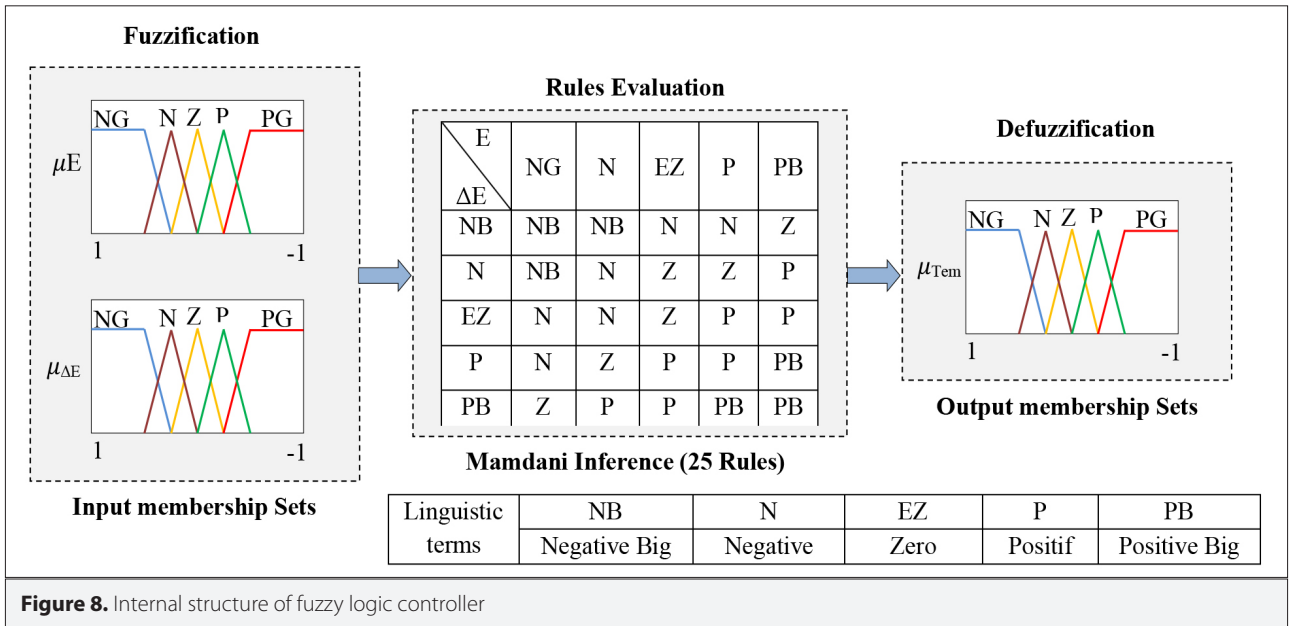 Fuzzification
NG N Z P PG
μE
1 -1
NG N Z P PG
μΔE
1 -1
Input membership Sets
Rules Evaluation
E
ΔE
NG N EZ P PB
NB NB NB N N Z
N NB N Z Z P
EZ N N Z P P
P N Z P P PB
PB Z P P PB PB
Mamdani Inference (25 Rules)
Defuzzification
NG N Z P PG
μTem
1 -1
Output membership Sets
Linguistic terms
NB N EZ P PB
Negative Big Negative Zero Positif Positive Big
Figure 8. Internal structure of fuzzy logic controller